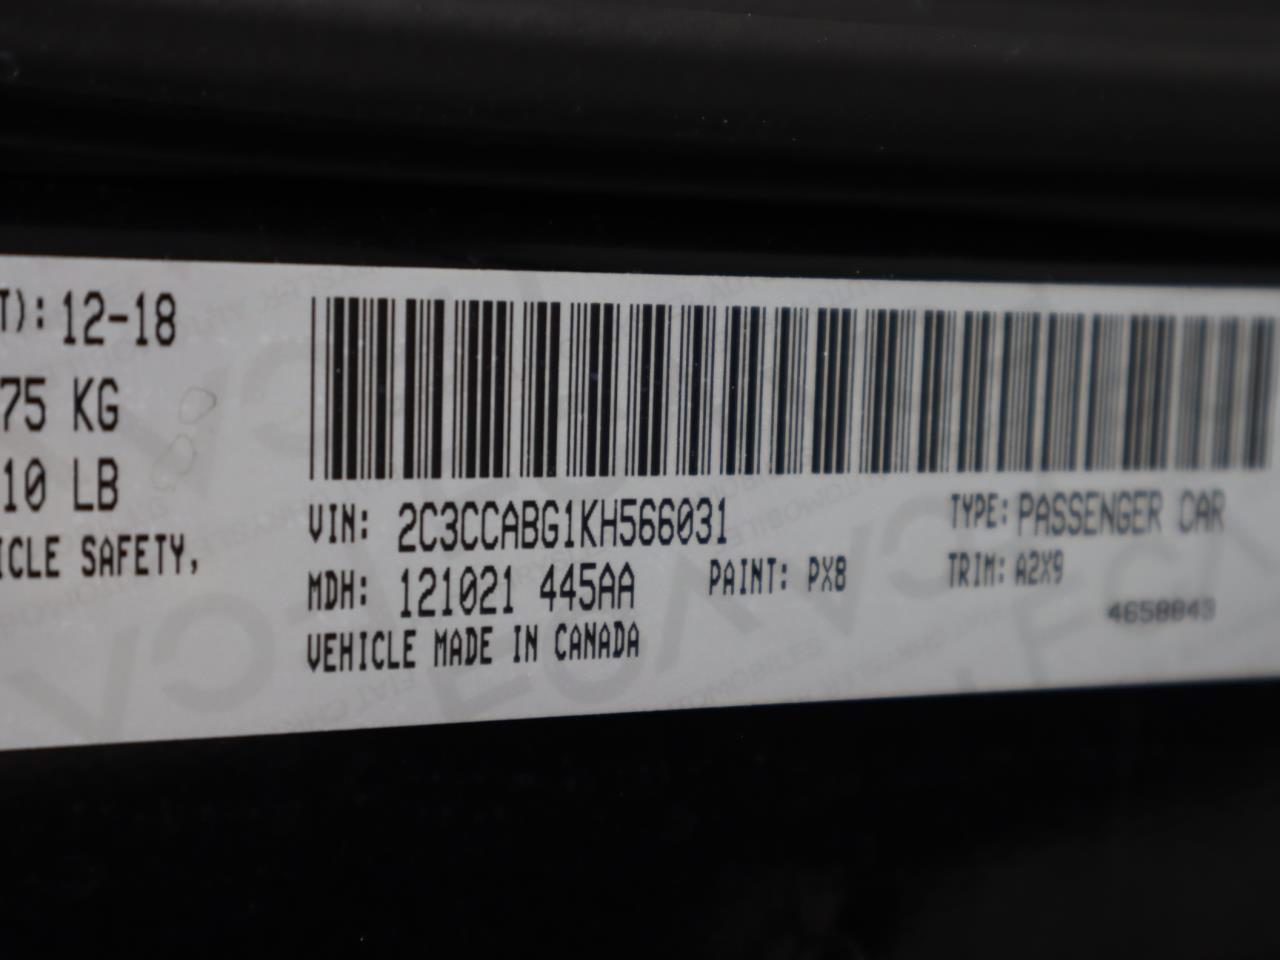 T): 12-18
75 KG
10 LB
ICLE SAFETY,
VIN: 2C3CCABG1KH566031 TYPE: PASSENGER CAR
MDH: 121021 445AA PAINT: PX8 TRIM: A2X9
VEHICLE MADE IN CANADA
4658843